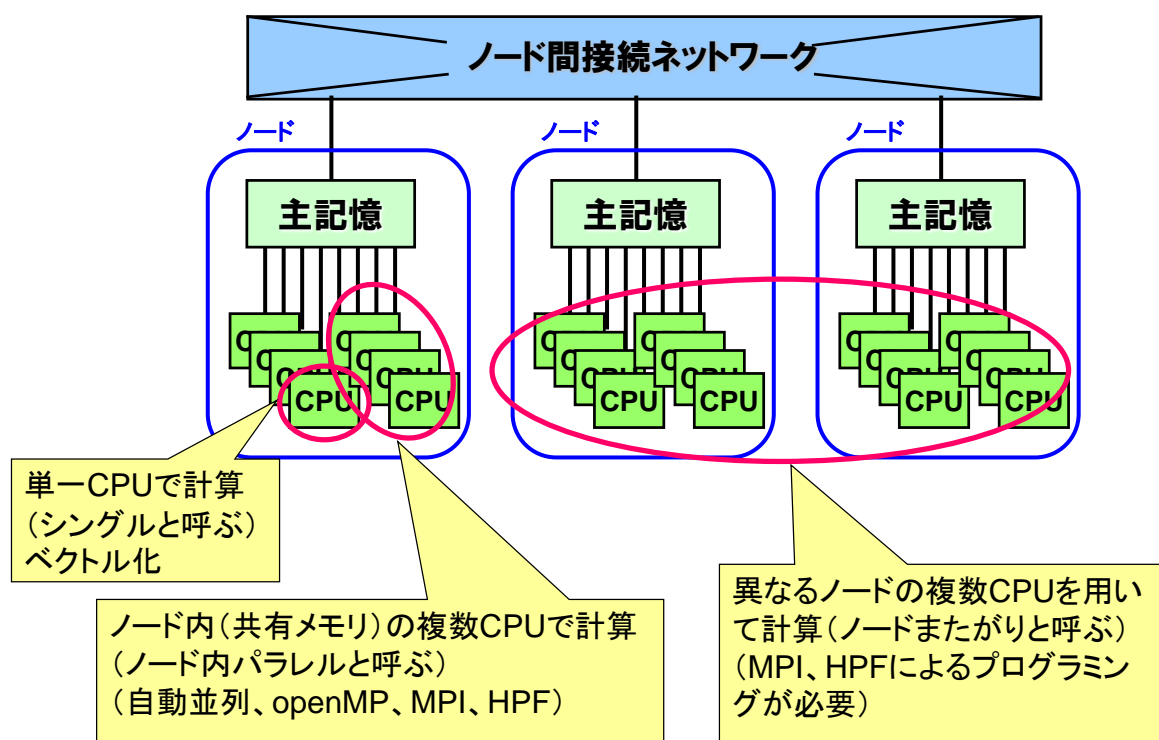 ノード間接続ネットワーク
ノード
ノード
ノード
主記憶
主記憶
主記憶
CPU
CPU
CPU
CPU
CPU
CPU
CPU
CPU
CPU
CPU
CPU
CPU
単一CPUで計算
（シングルと呼ぶ）
ベクトル化
ノード内（共有メモリ）の複数CPUで計算
（ノード内パラレルと呼ぶ）
（自動並列、openMP、MPI、HPF）
異なるノードの複数CPUを用い
て計算（ノードまたがりと呼ぶ）
（MPI、HPFによるプログラミン
グが必要）